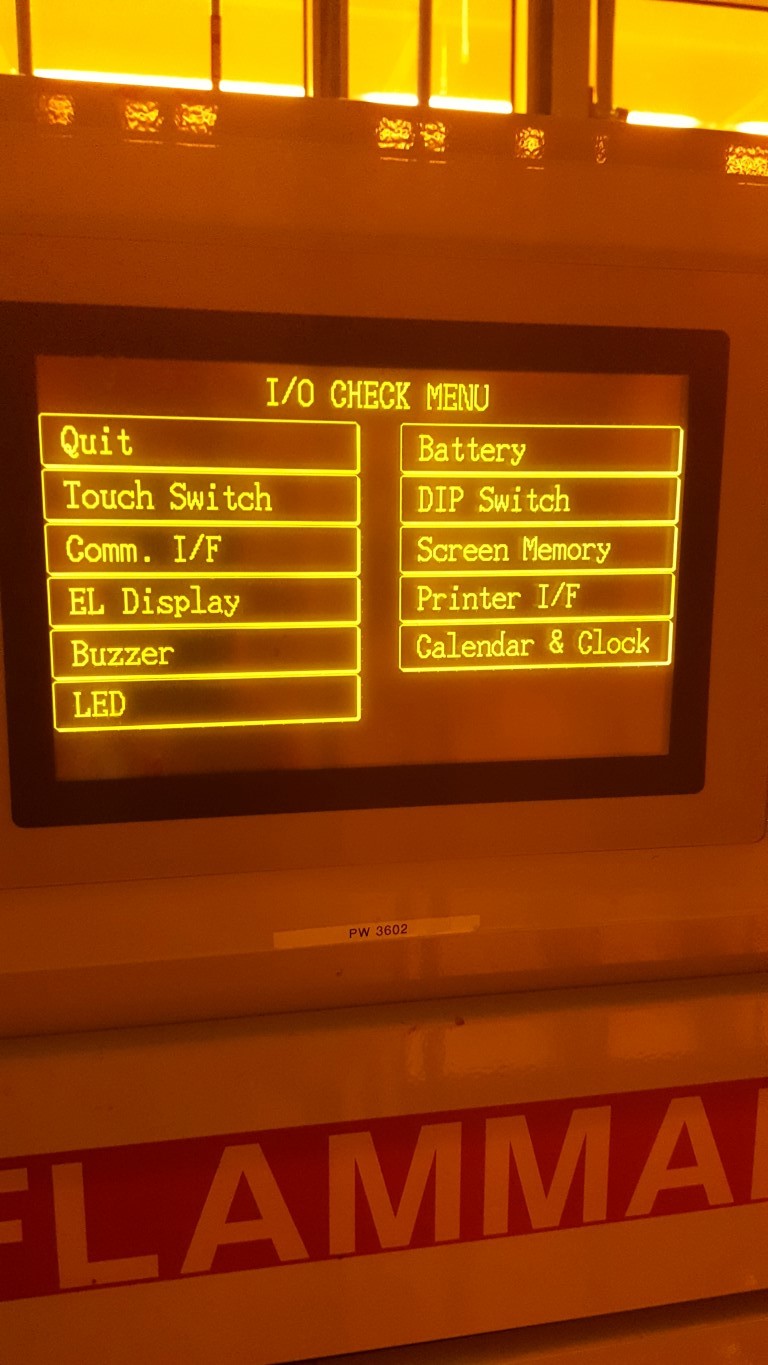 I/O CHECK MENU
Quit
Touch Switch
Comm. I/F
EL Display
Buzzer
LED
Battery
DIP Switch
Screen Memory
Printer I/F
Calendar & Clock
PW 3602
FLAMMA